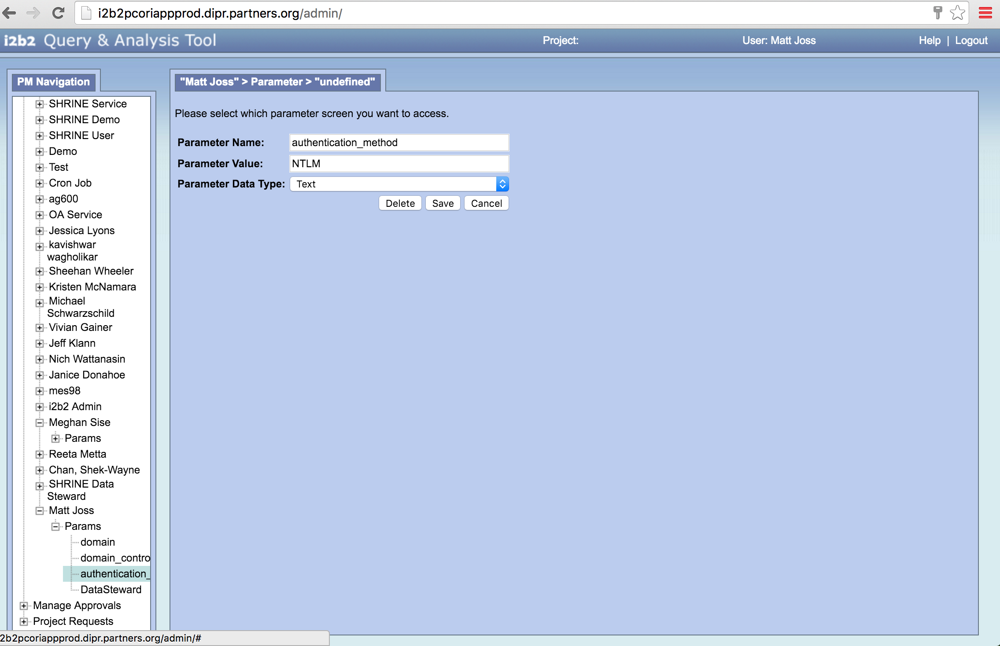 i2b2pcoriappprod.dipr.partners.org/admin/
i2b2 Query & Analysis Tool
Project:
User: Matt Joss
Help | Logout
PM Navigation
SHRINE Service
SHRINE Demo
SHRINE User
Demo
Test
Cron Job
ag600
OA Service
Jessica Lyons
kavishwar
wagholikar
Sheehan Wheeler
Kristen McNamara
Michael
Schwarzschild
Vivian Gainer
Jeff Klann
Nich Wattanasin
Janice Donahoe
mes98
i2b2 Admin
Meghan Sise
Params
Reeta Metta
Chan, Shek-Wayne
SHRINE Data
Steward
Matt Joss
Params
domain
domain_contro
authentication_
DataSteward
Manage Approvals
Project Requests
"Matt Joss" > Parameter > "undefined"
Please select which parameter screen you want to access.
Parameter Name: authentication_method
Parameter Value: NTLM
Parameter Data Type: Text
Delete Save Cancel
2b2pcoriappprod.dipr.partners.org/admin/#